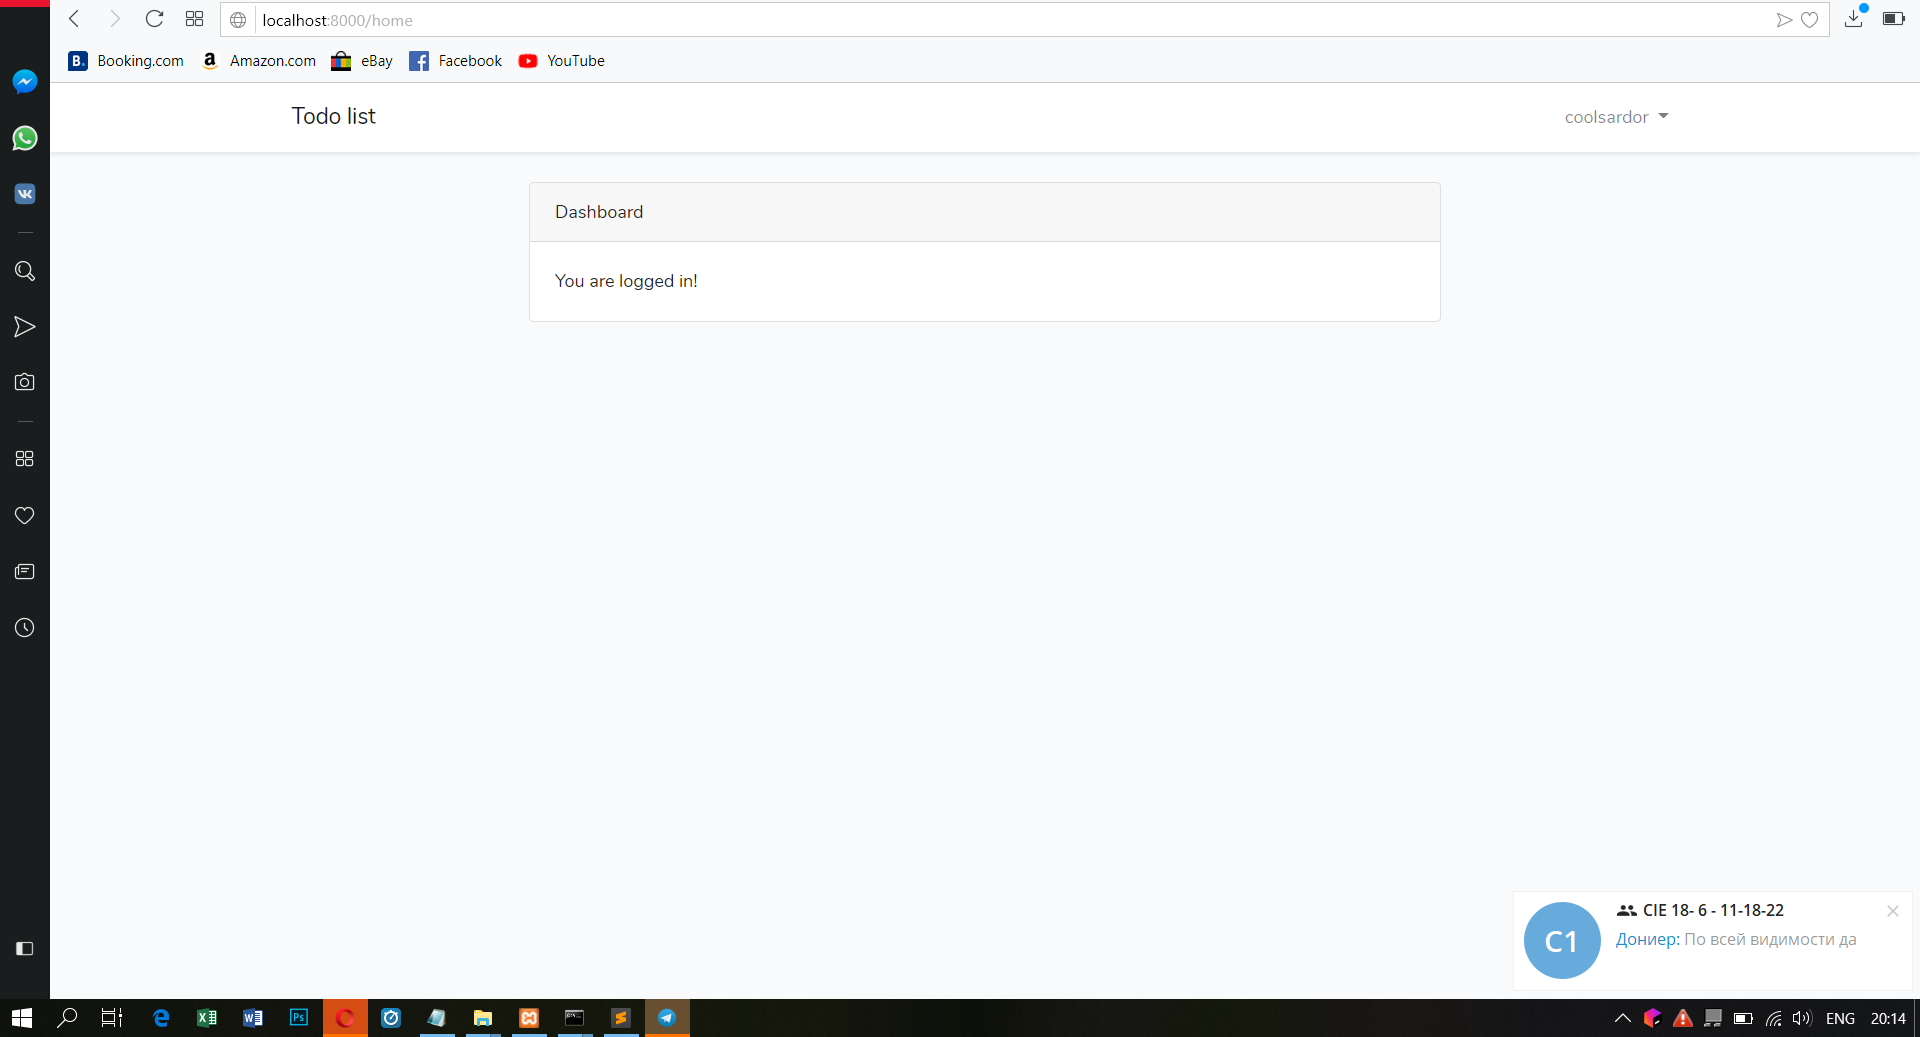 localhost:8000/home
B. Booking.com a Amazon.com eBay Facebook YouTube
Todo list
coolsardor
Dashboard
You are logged in!
C1
CIE 18- 6 - 11-18-22
Дониер: По всей видимости да
ENG 20:14